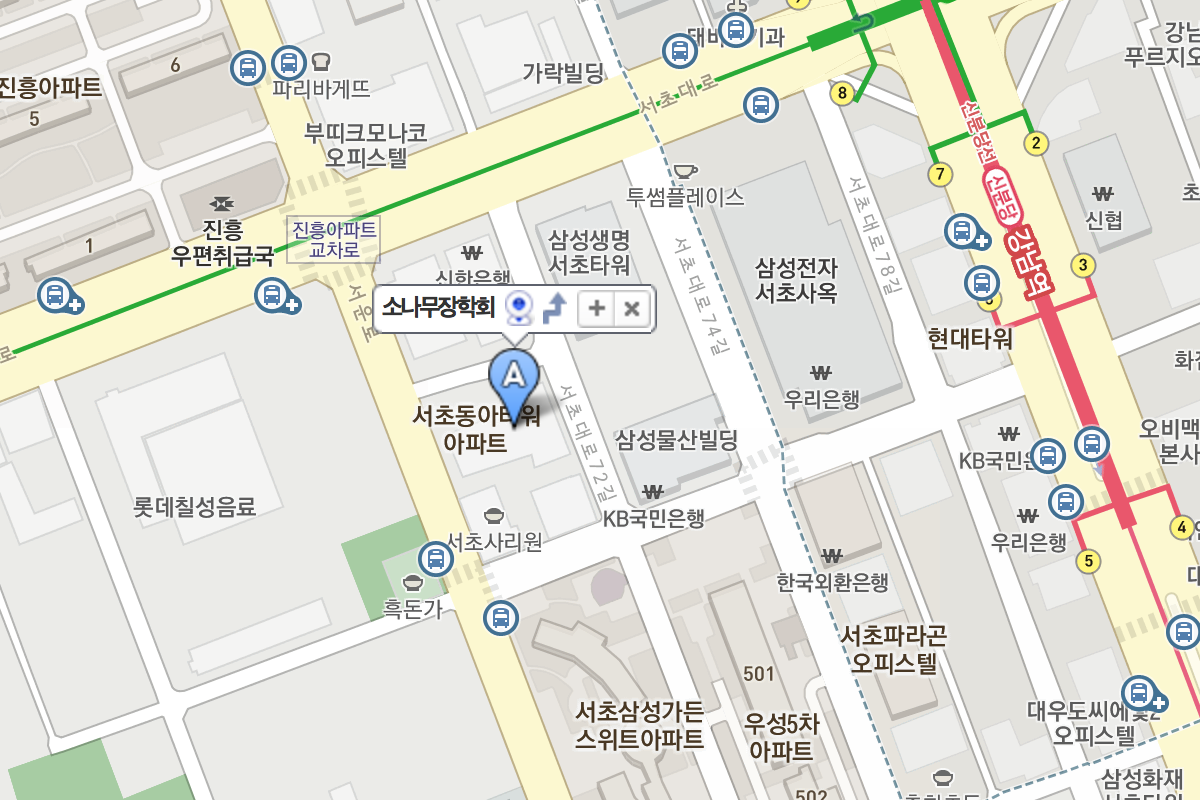 6
진흥아파트
5
파리바게뜨
부띠크모나코
오피스텔
가락빌딩
서초대로
8
신분당선
2
7
강남
푸르지오
투썸플레이스
서초대로78길
신분당
강남역
신협
3
진흥
우편취급국
1
진흥아파트
교차로
신한은행
삼성생명
서초타워
서초대로74길
삼성전자
서초사옥
서운로
소나무장학회
A
현대타워
우리은행
서초동아타워
아파트
서초대로72길
삼성물산빌딩
KB국민은행
오비맥
본사
롯데칠성음료
서초사리원
KB국민은행
우리은행
4
5
흑돈가
한국외환은행
서초파라곤
오피스텔
501
서초삼성가든
스위트아파트
우성5차
아파트
오피스텔
삼성화재
502